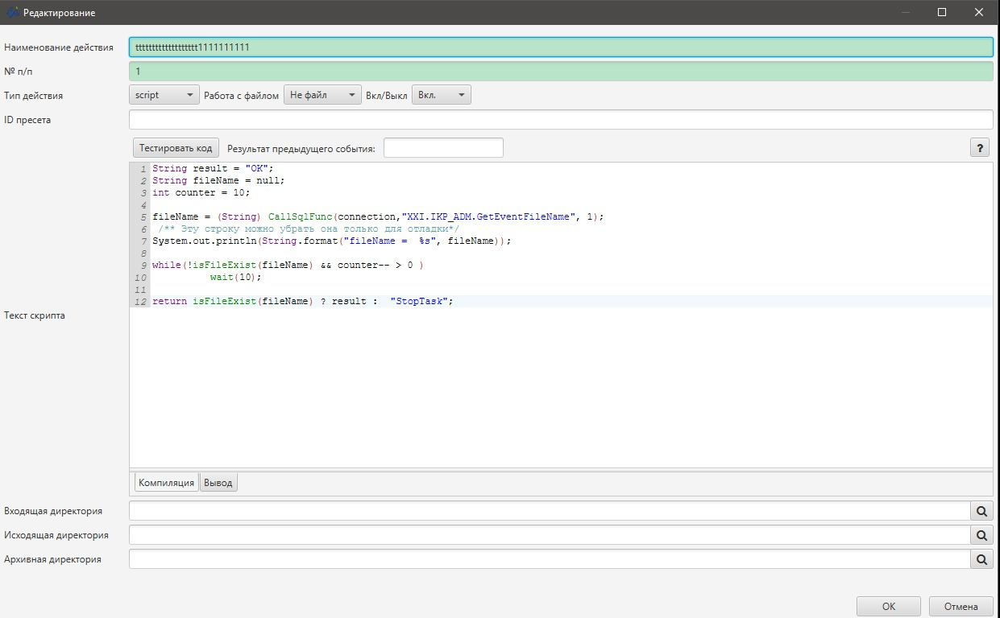 Редактирование
Наименование действия ttttttttttttttttttt1111111111
№ п/п 1
Тип действия script Работа с файлом Не файл Вкл/Выкл Вкл.
ID пресета
Тестировать код Результат предыдущего события: ?
1 String result = "OK";
2 String fileName = null;
3 int counter = 10;
4
5 fileName = (String) CallSqlFunc(connection,"XXI.IKP_ADM.GetEventFileName", 1);
6 /** Эту строку можно убрать она только для отладки*/
7 System.out.println(String.format("fileName =  %s", fileName));
8
9 while(!isFileExist(fileName) && counter-- > 0 )
10 wait(10);
11
12 return isFileExist(fileName) ? result :  "StopTask";
Текст скрипта
Компиляция Вывод
Входящая директория
Исходящая директория
Архивная директория
OK Отмена